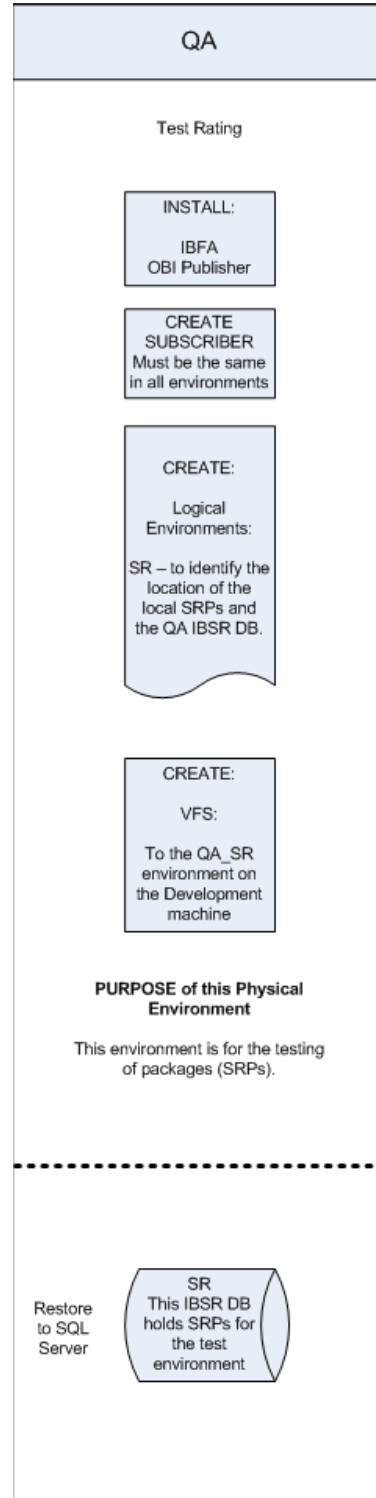 QA
Test Rating
INSTALL:
IBFA
OBI Publisher
CREATE
SUBSCRIBER
Must be the same
in all environments
CREATE:
Logical
Environments:
SR – to identify the
location of the
local SRPs and
the QA IBSR DB.
CREATE:
VFS:
To the QA_SR
environment on
the Development
machine
PURPOSE of this Physical
Environment
This environment is for the testing
of packages (SRPs).
Restore
to SQL
Server
SR
This IBSR DB
holds SRPs for
the test
environment